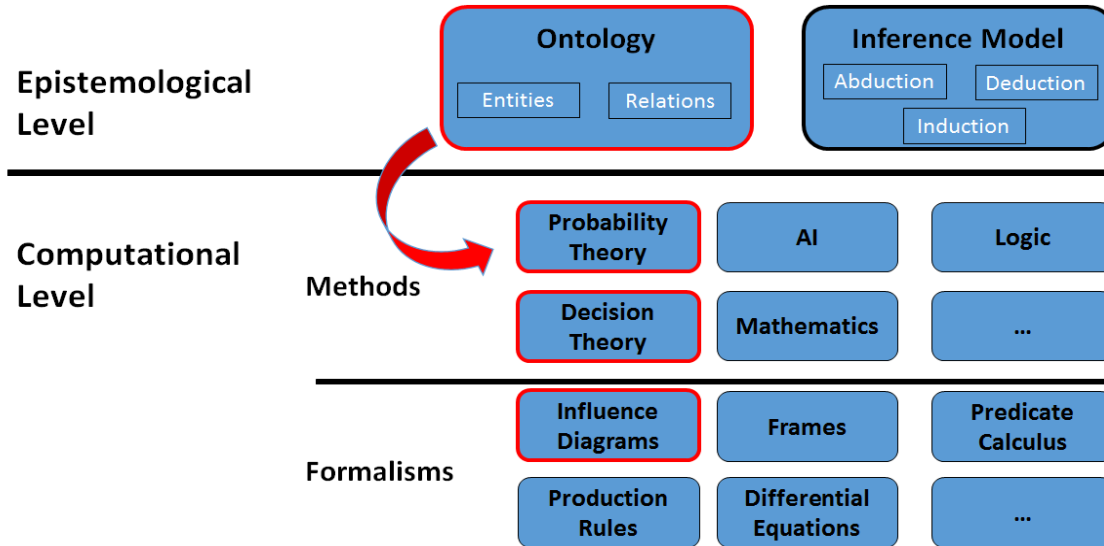 Ontology
Inference Model
Epistemological
Level
Entities
Relations
Abduction
Deduction
Induction
Computational
Level
Methods
Probability
Theory
AI
Logic
Decision
Theory
Mathematics
...
Formalisms
Influence
Diagrams
Frames
Predicate
Calculus
Production
Rules
Differential
Equations
...